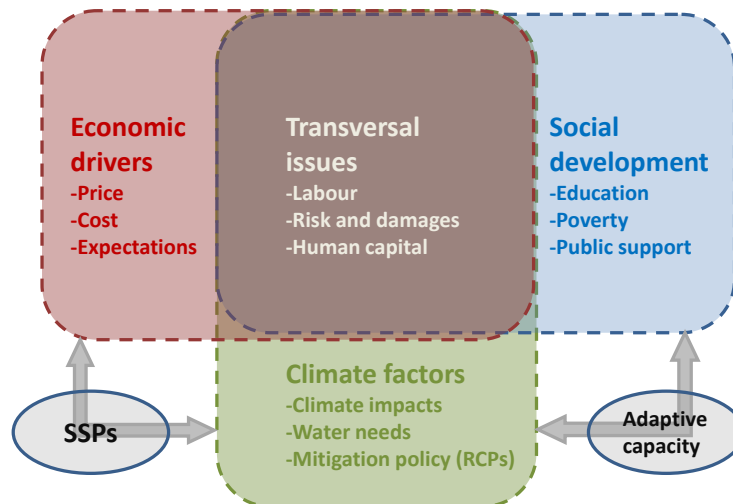 Economic
drivers
-Price
-Cost
-Expectations
Transversal
issues
-Labour
-Risk and damages
-Human capital
Social
development
-Education
-Poverty
-Public support
Climate factors
-Climate impacts
-Water needs
-Mitigation policy (RCPs)
SSPs
Adaptive
capacity